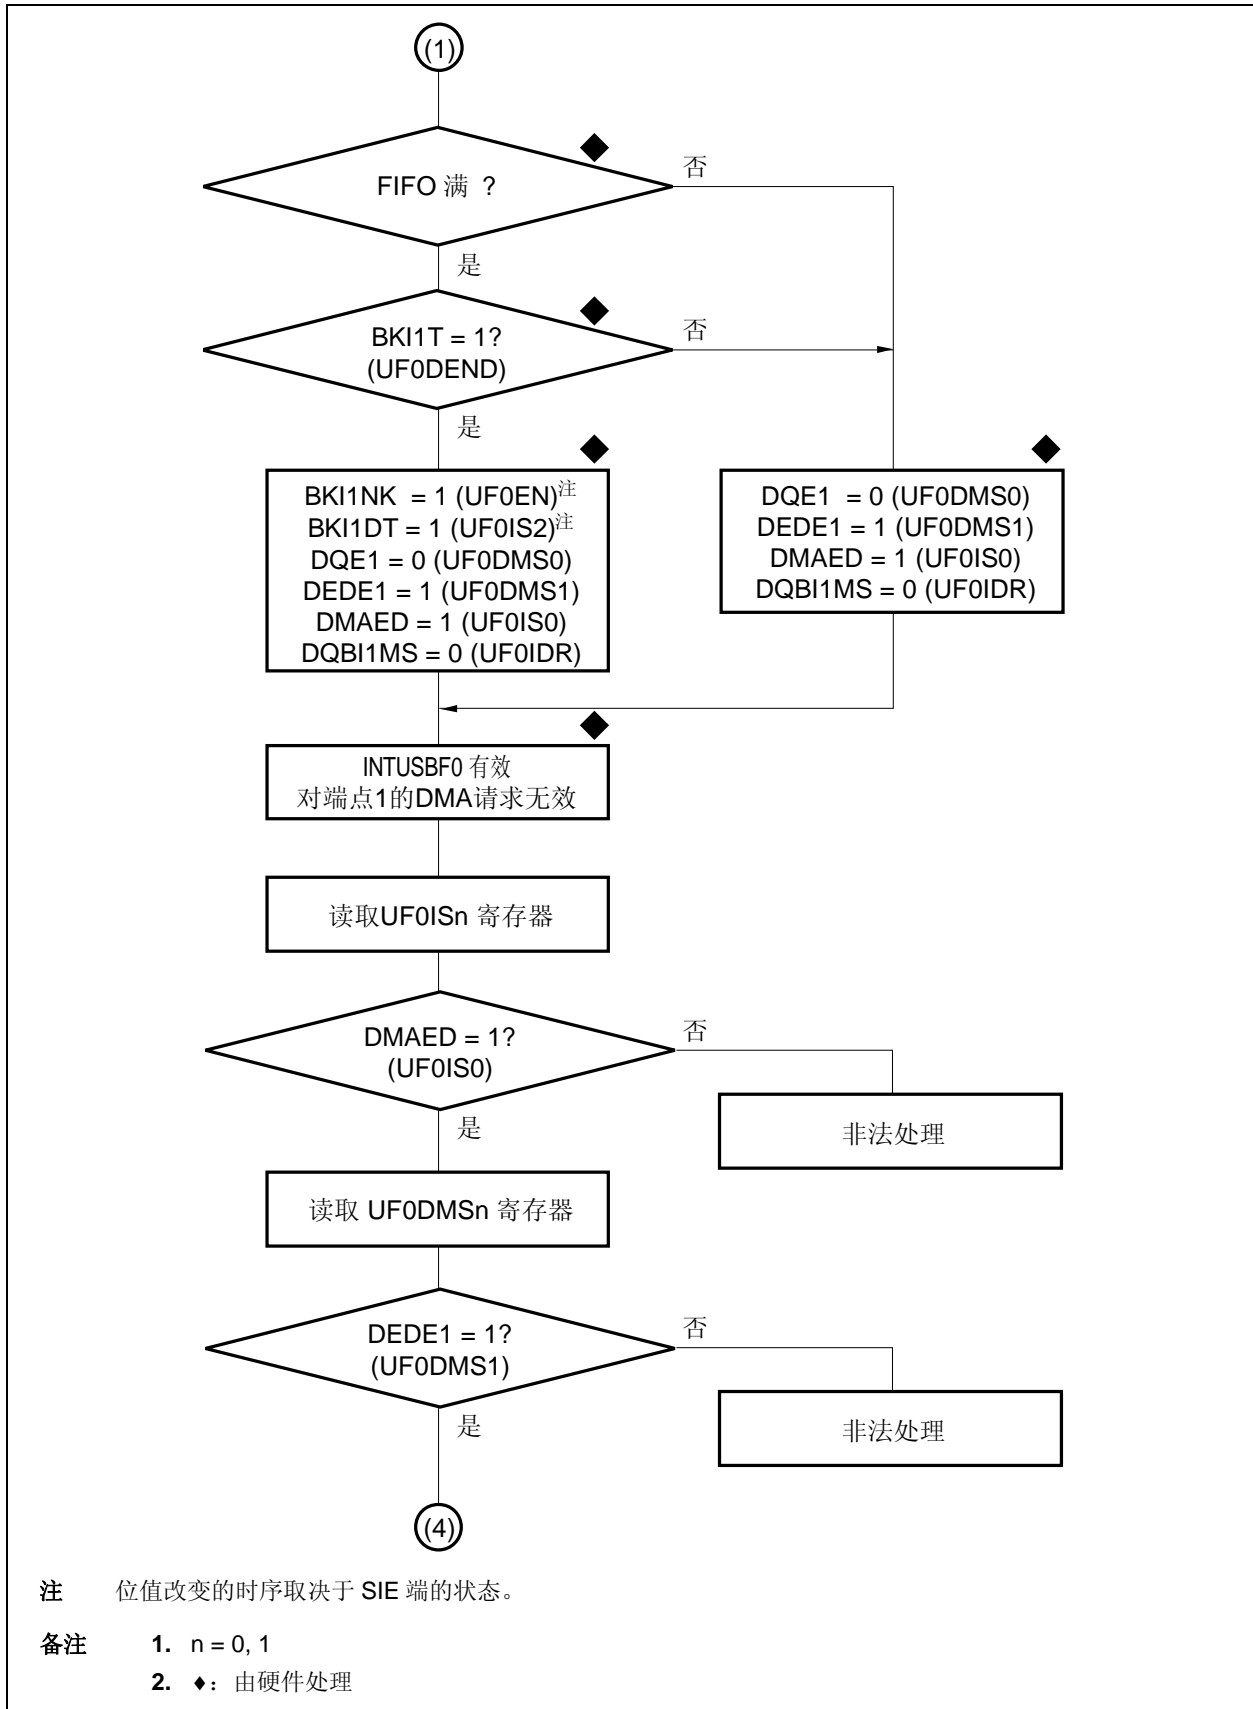 (1)
FIFO 满 ？
否
是
BKI1T = 1?
(UF0DEND)
否
是
BKI1NK = 1 (UF0EN)注
BKI1DT = 1 (UF0IS2)注
DQE1 = 0 (UF0DMS0)
DEDE1 = 1 (UF0DMS1)
DMAED = 1 (UF0IS0)
DQBI1MS = 0 (UF0IDR)
DQE1 = 0 (UF0DMS0)
DEDE1 = 1 (UF0DMS1)
DMAED = 1 (UF0IS0)
DQBI1MS = 0 (UF0IDR)
INTUSBF0 有效
对端点1的DMA请求无效
读取UF0ISn 寄存器
DMAED = 1?
(UF0IS0)
否
是
非法处理
读取 UF0DMSn 寄存器
DEDE1 = 1?
(UF0DMS1)
否
是
非法处理
(4)
注 位值改变的时序取决于 SIE 端的状态。
备注 1. n = 0, 1
2. ♦：由硬件处理